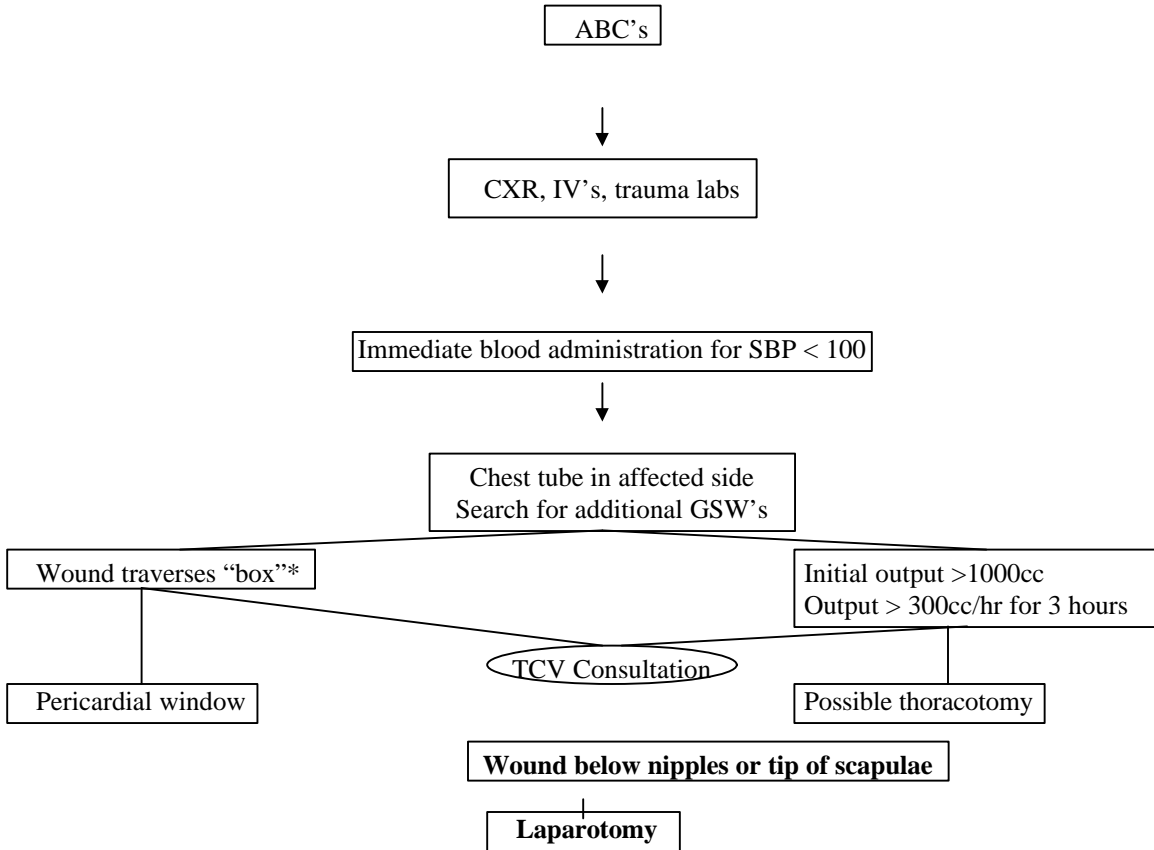 ABC’s
CXR, IV’s, trauma labs
Immediate blood administration for SBP < 100
Chest tube in affected side
Search for additional GSW’s
Wound traverses “box”*
Initial output >1000cc
Output > 300cc/hr for 3 hours
TCV Consultation
Pericardial window
Possible thoracotomy
Wound below nipples or tip of scapulae
Laparotomy